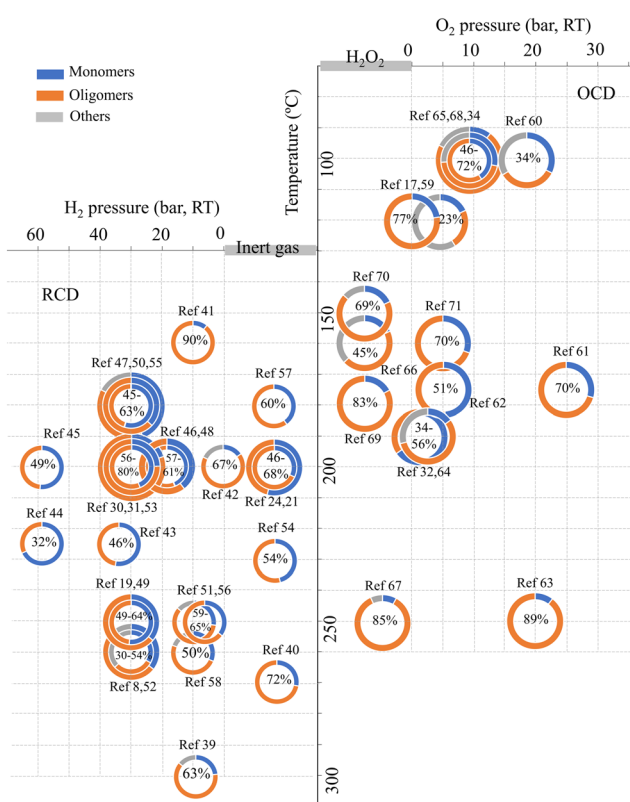 O2 pressure (bar, RT)
H2O2
0 10 20 30
Monomers
Oligomers
Others
OCD
Temperature (ºC)
Ref 65,68,34
Ref 60
46-
72%
34%
100
Ref 17,59
77%
23%
H2 pressure (bar, RT)
60 40 20 0
Inert gas
RCD
Ref 70
69%
Ref 41
90%
150
Ref 71
70%
45%
Ref 47,50,55
45-
63%
Ref 57
60%
Ref 66
83%
51%
Ref 61
70%
Ref 62
Ref 69
34-
56%
Ref 45
49%
Ref 46,48
56-
80%
57-
61%
67%
46-
68%
200
Ref 32,64
Ref 42
Ref 24,21
Ref 30,31,53
Ref 44
32%
Ref 43
46%
Ref 54
54%
Ref 19,49
49-64%
Ref 51,56
59-
65%
Ref 67
85%
Ref 63
89%
250
30-54%
50%
Ref 40
72%
Ref 8,52
Ref 58
Ref 39
63%
300